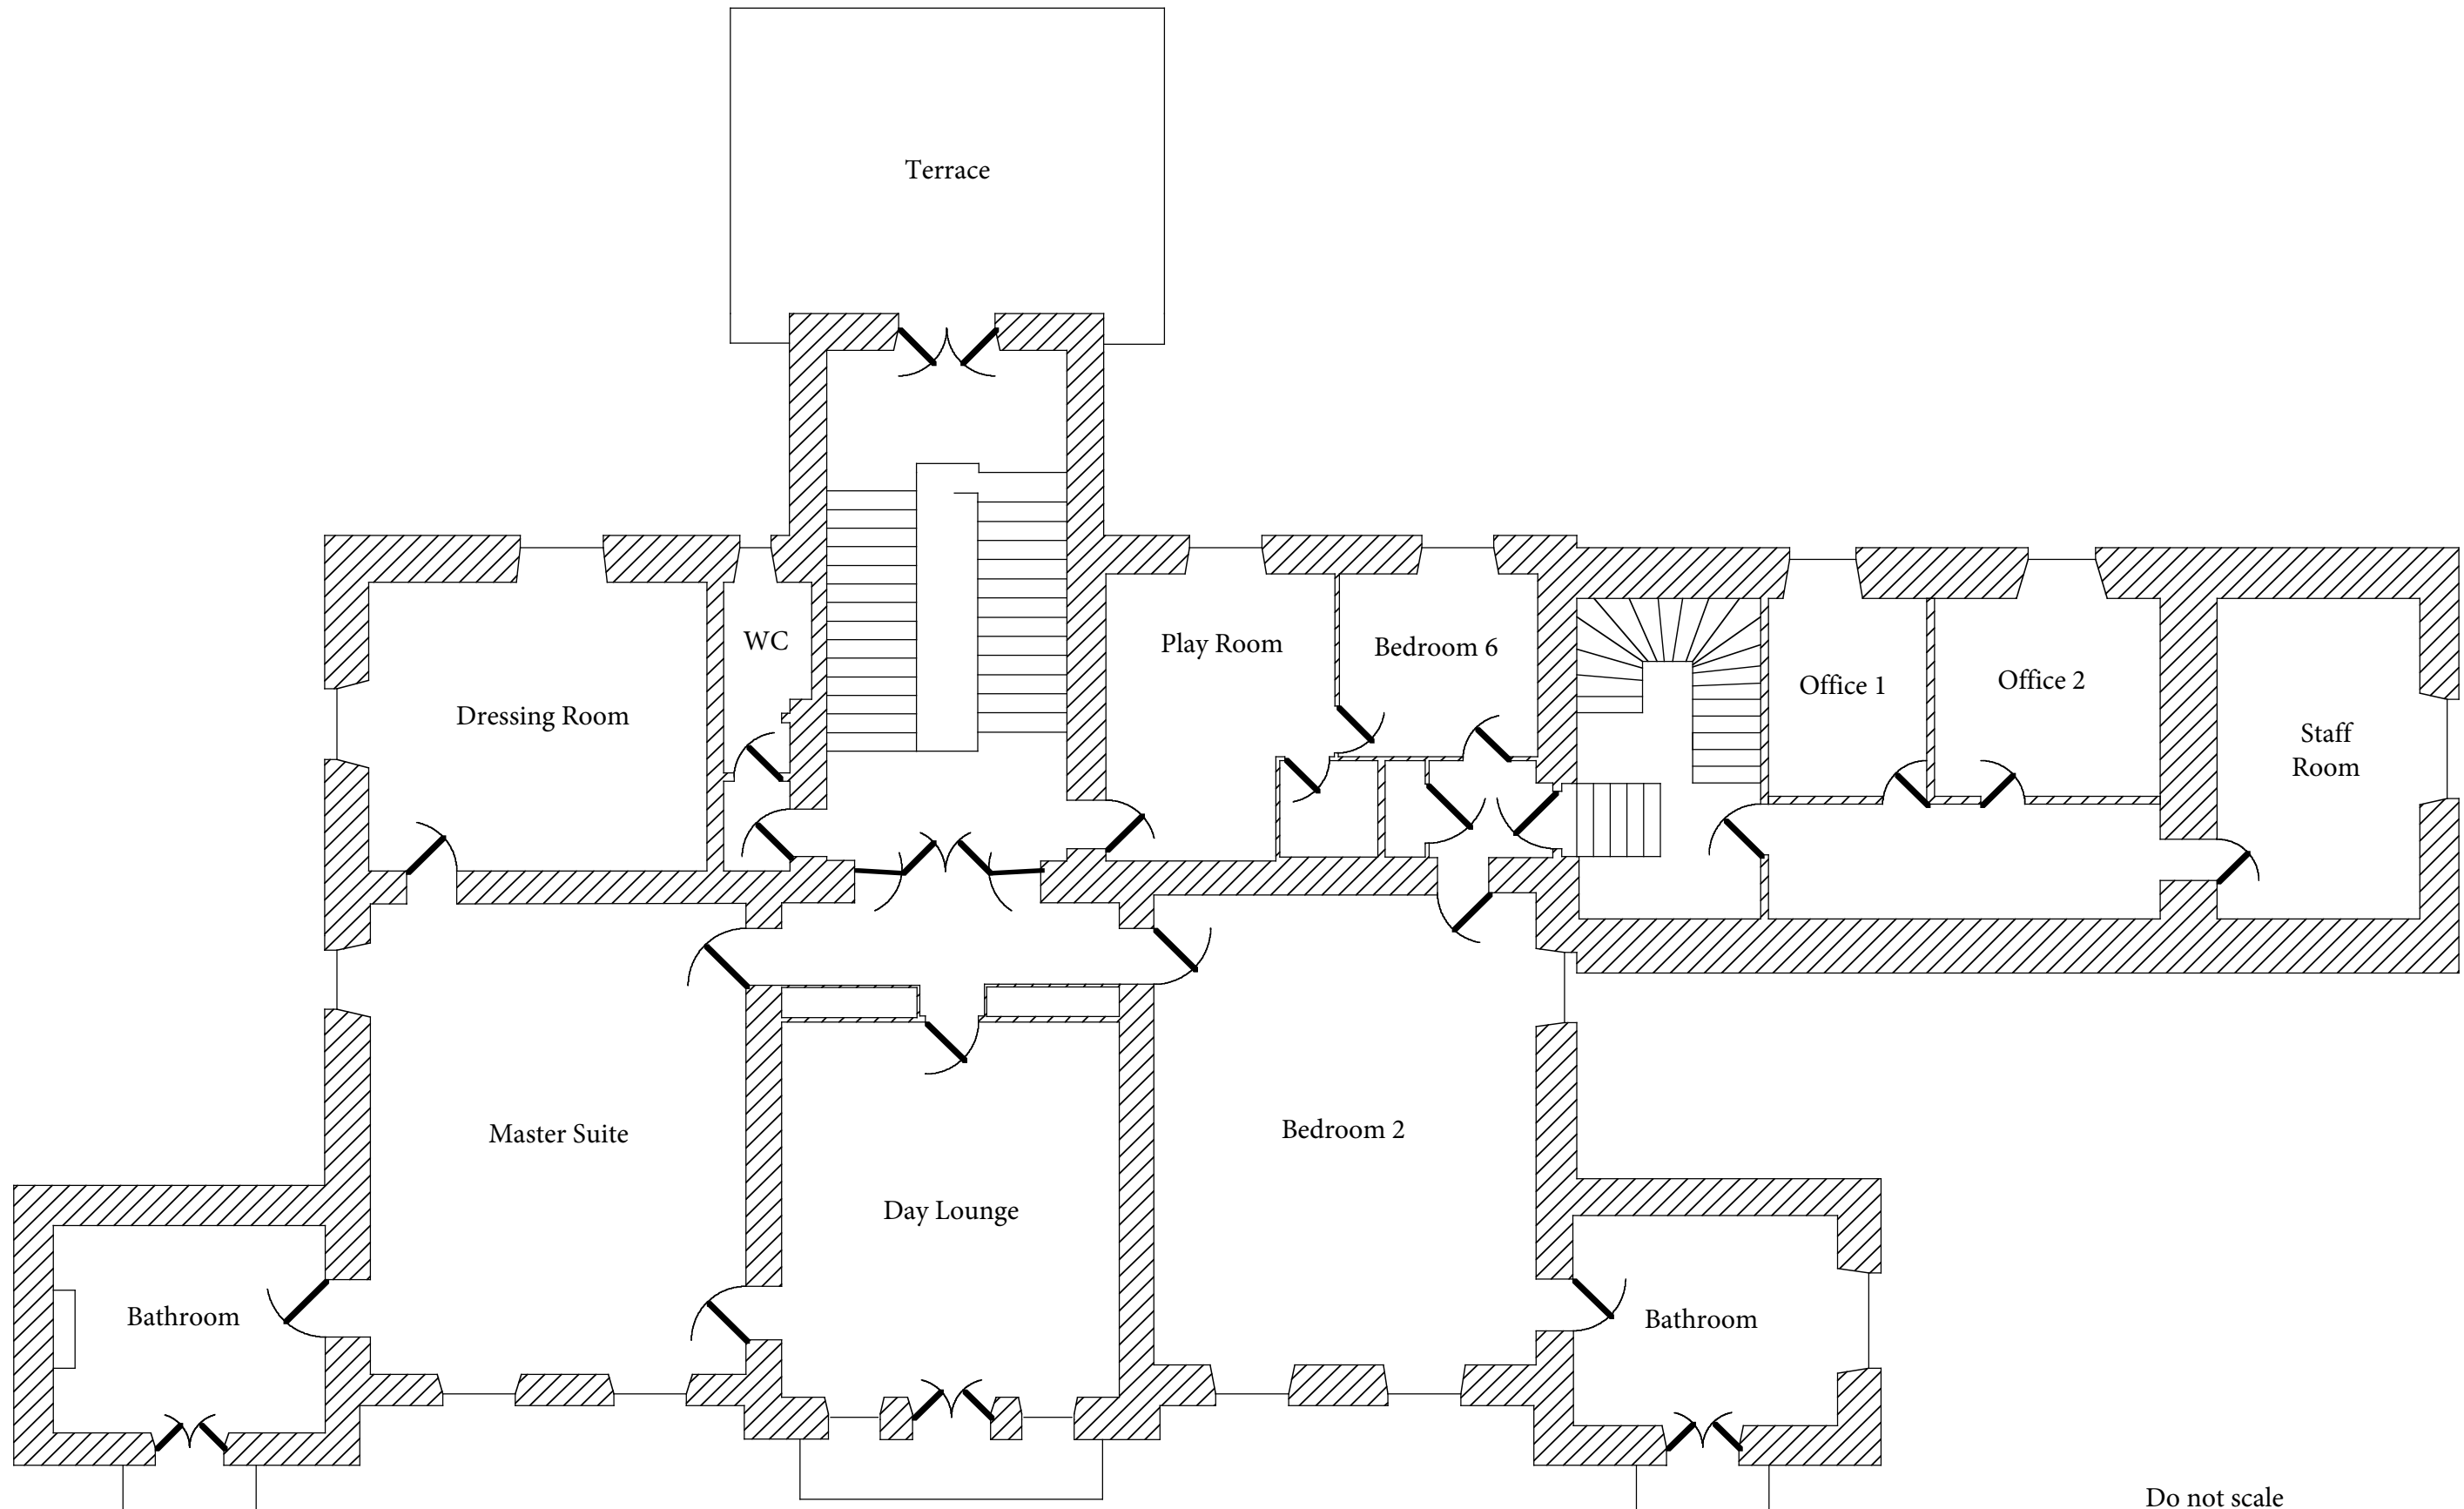 Terrace
WC
Play Room
Bedroom 6
Office 1
Office 2
Dressing Room
Staff
Room
Master Suite
Bedroom 2
Day Lounge
Bathroom
Bathroom
Do not scale